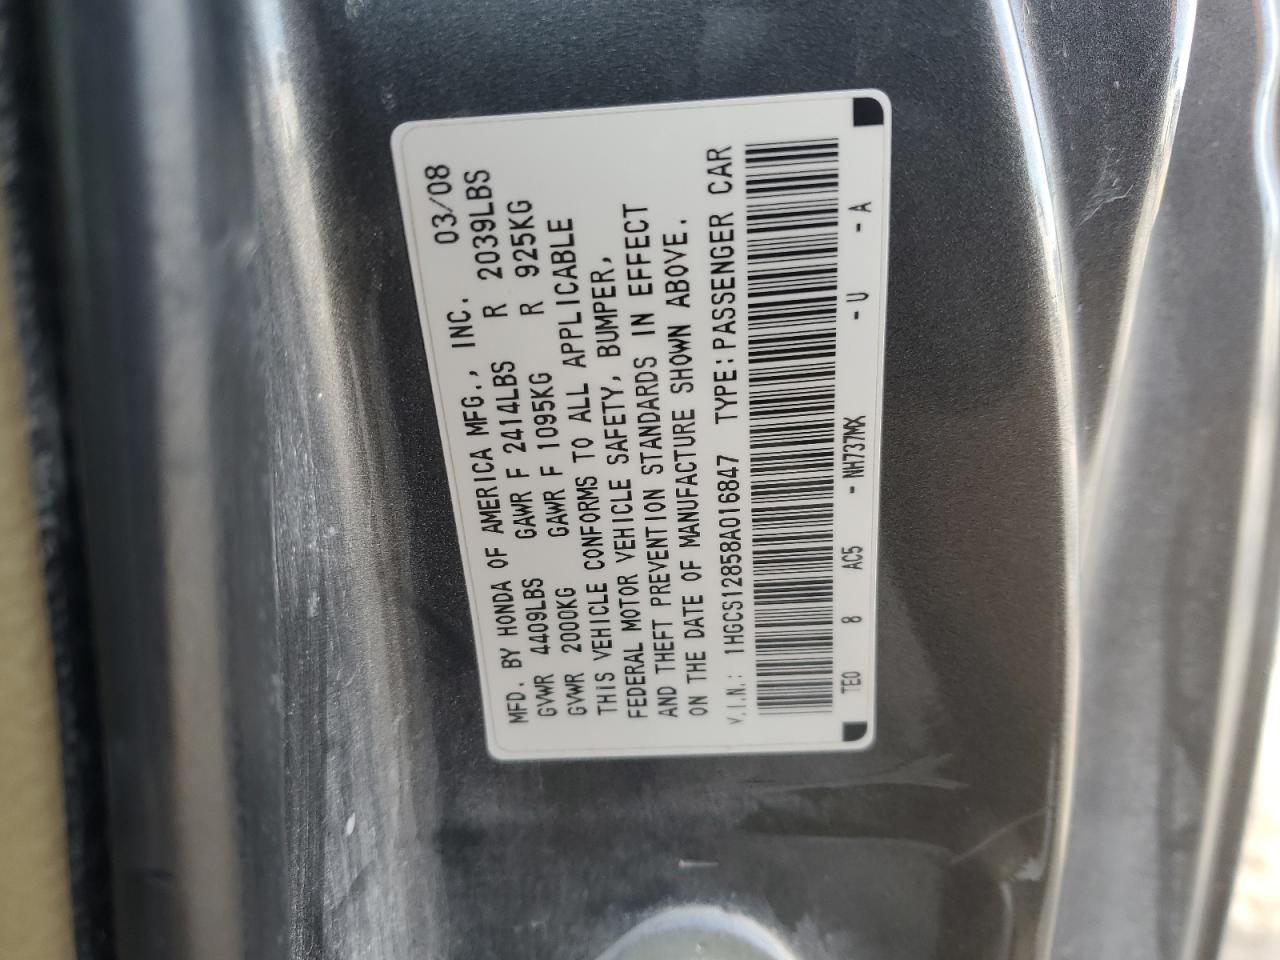 MFD. BY HONDA OF AMERICA MFG., INC. 03/08
GVWR 4409LBS GAWR F 2414LBS R 2039LBS
GVWR 2000KG GAWR F 1095KG R 925KG
THIS VEHICLE CONFORMS TO ALL APPLICABLE
FEDERAL MOTOR VEHICLE SAFETY, BUMPER,
AND THEFT PREVENTION STANDARDS IN EFFECT
ON THE DATE OF MANUFACTURE SHOWN ABOVE.
V.I.N.: 1HGCS12858A016847 TYPE:PASSENGER CAR
TE0 8 AC5 - NH737MX - U - A